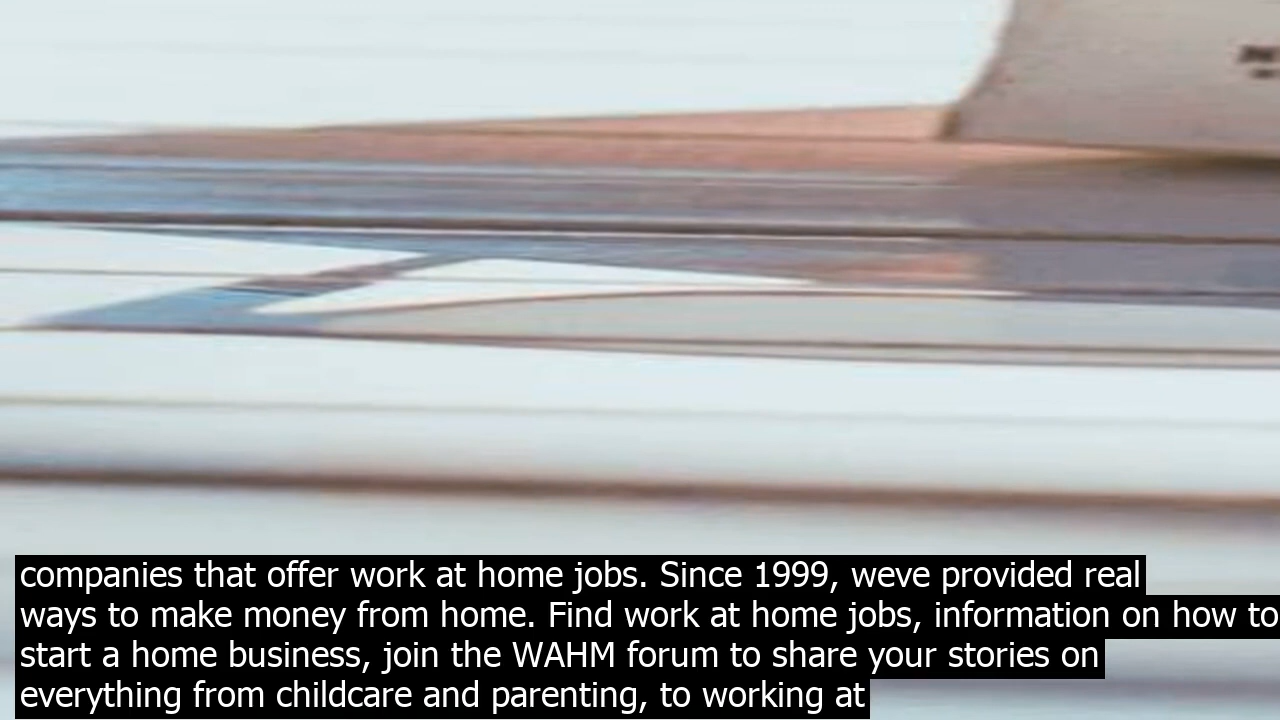 companies that offer work at home jobs. Since 1999, weve provided real
ways to make money from home. Find work at home jobs, information on how to
start a home business, join the WAHM forum to share your stories on
everything from childcare and parenting, to working at